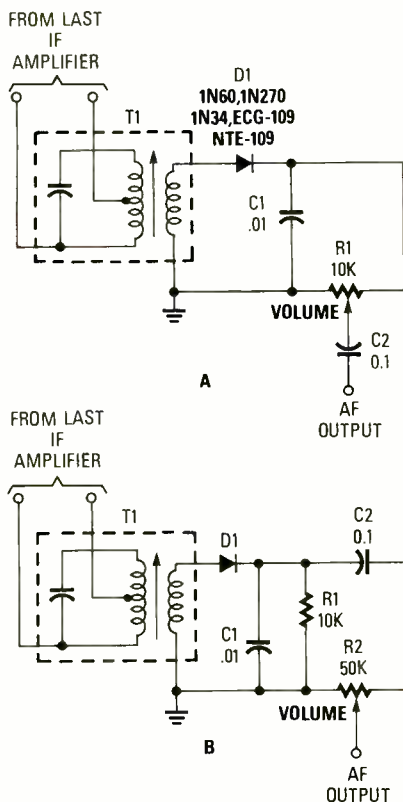 FROM LAST
IF
AMPLIFIER
T1
D1
1N60,1N270
1N34,ECG-109
NTE-109
C1
.01
R1
10K
VOLUME
C2
0.1
AF
OUTPUT
A
FROM LAST
IF
AMPLIFIER
T1
D1
C2
0.1
C1
.01
R1
10K
R2
50K
VOLUME
AF
OUTPUT
B